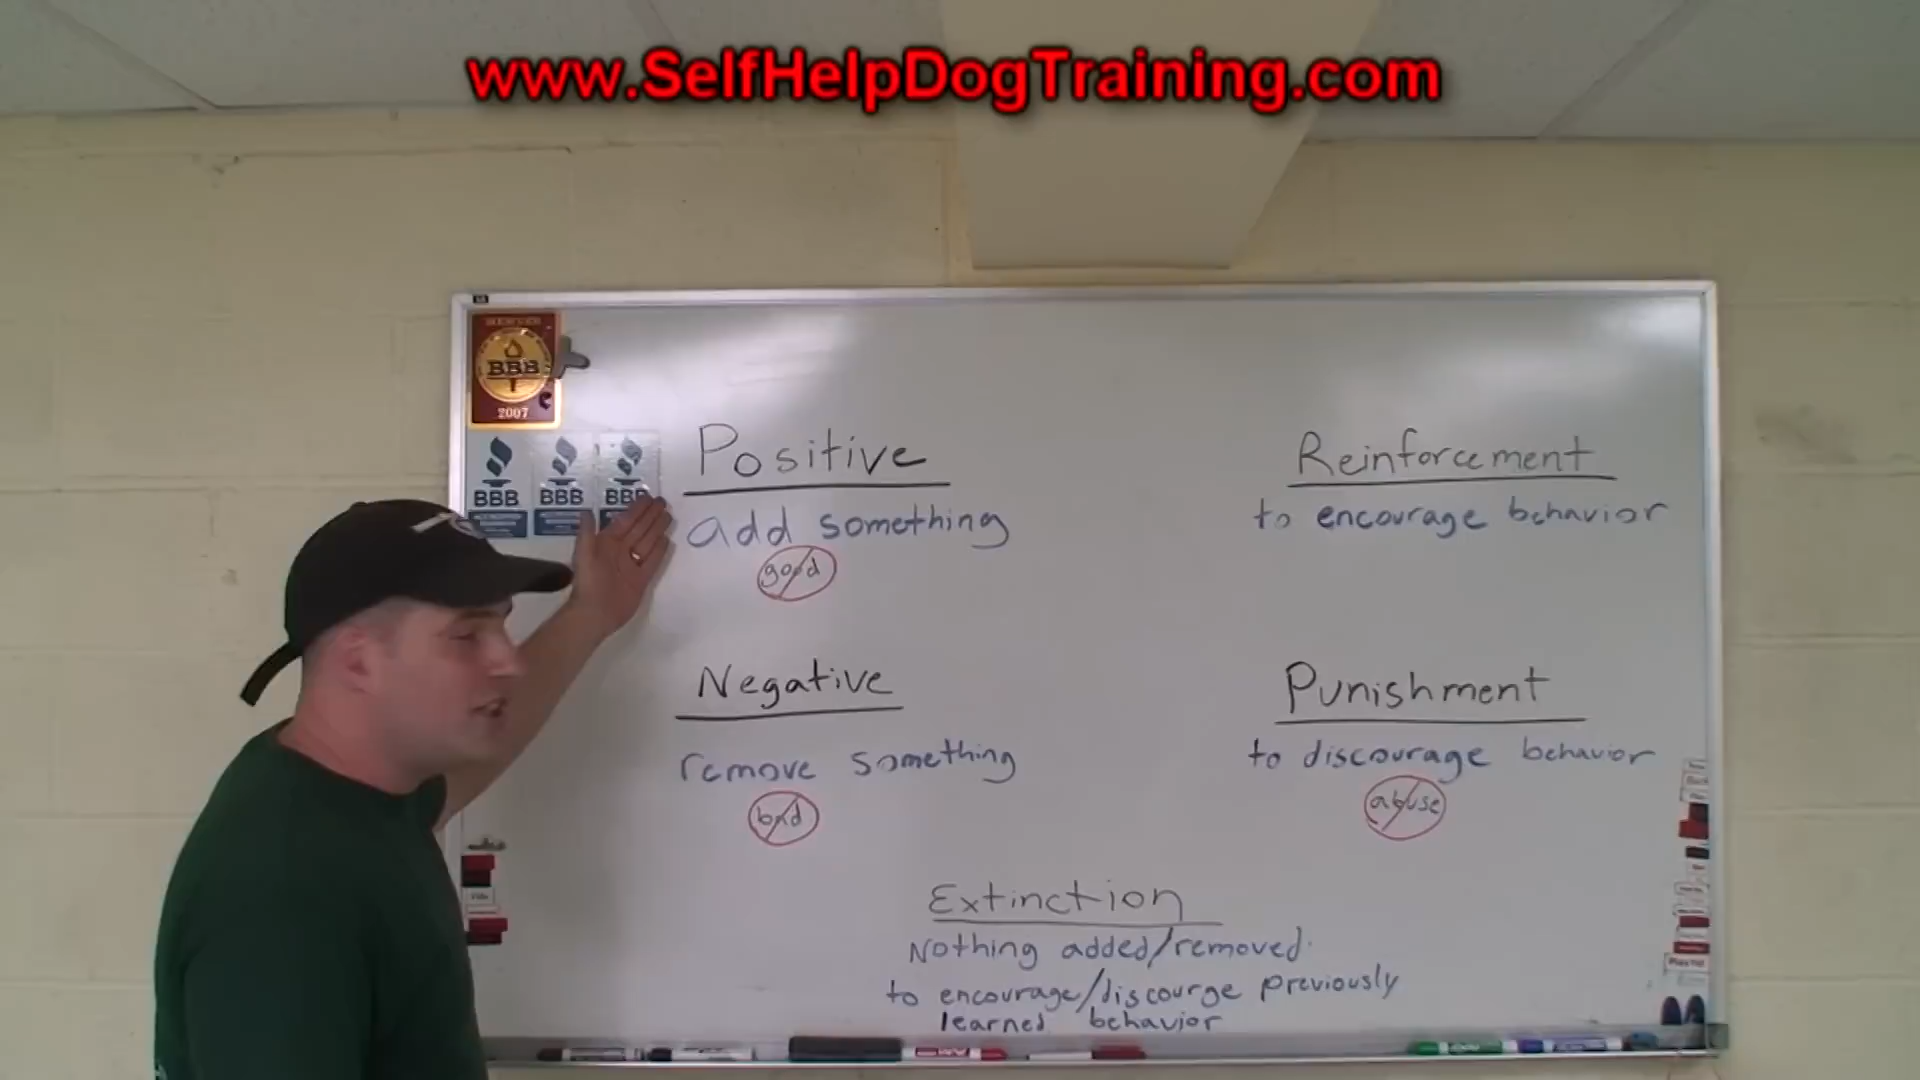 www.SelfHelpDogTraining.com
BBB
2007
BBB BBB BBB
Positive
add something
good
Reinforcement
to encourage behavior
Negative
remove something
bad
Punishment
to discourage behavior
abuse
Extinction
Nothing added/removed
to encourage/discourge previously
learned behavior